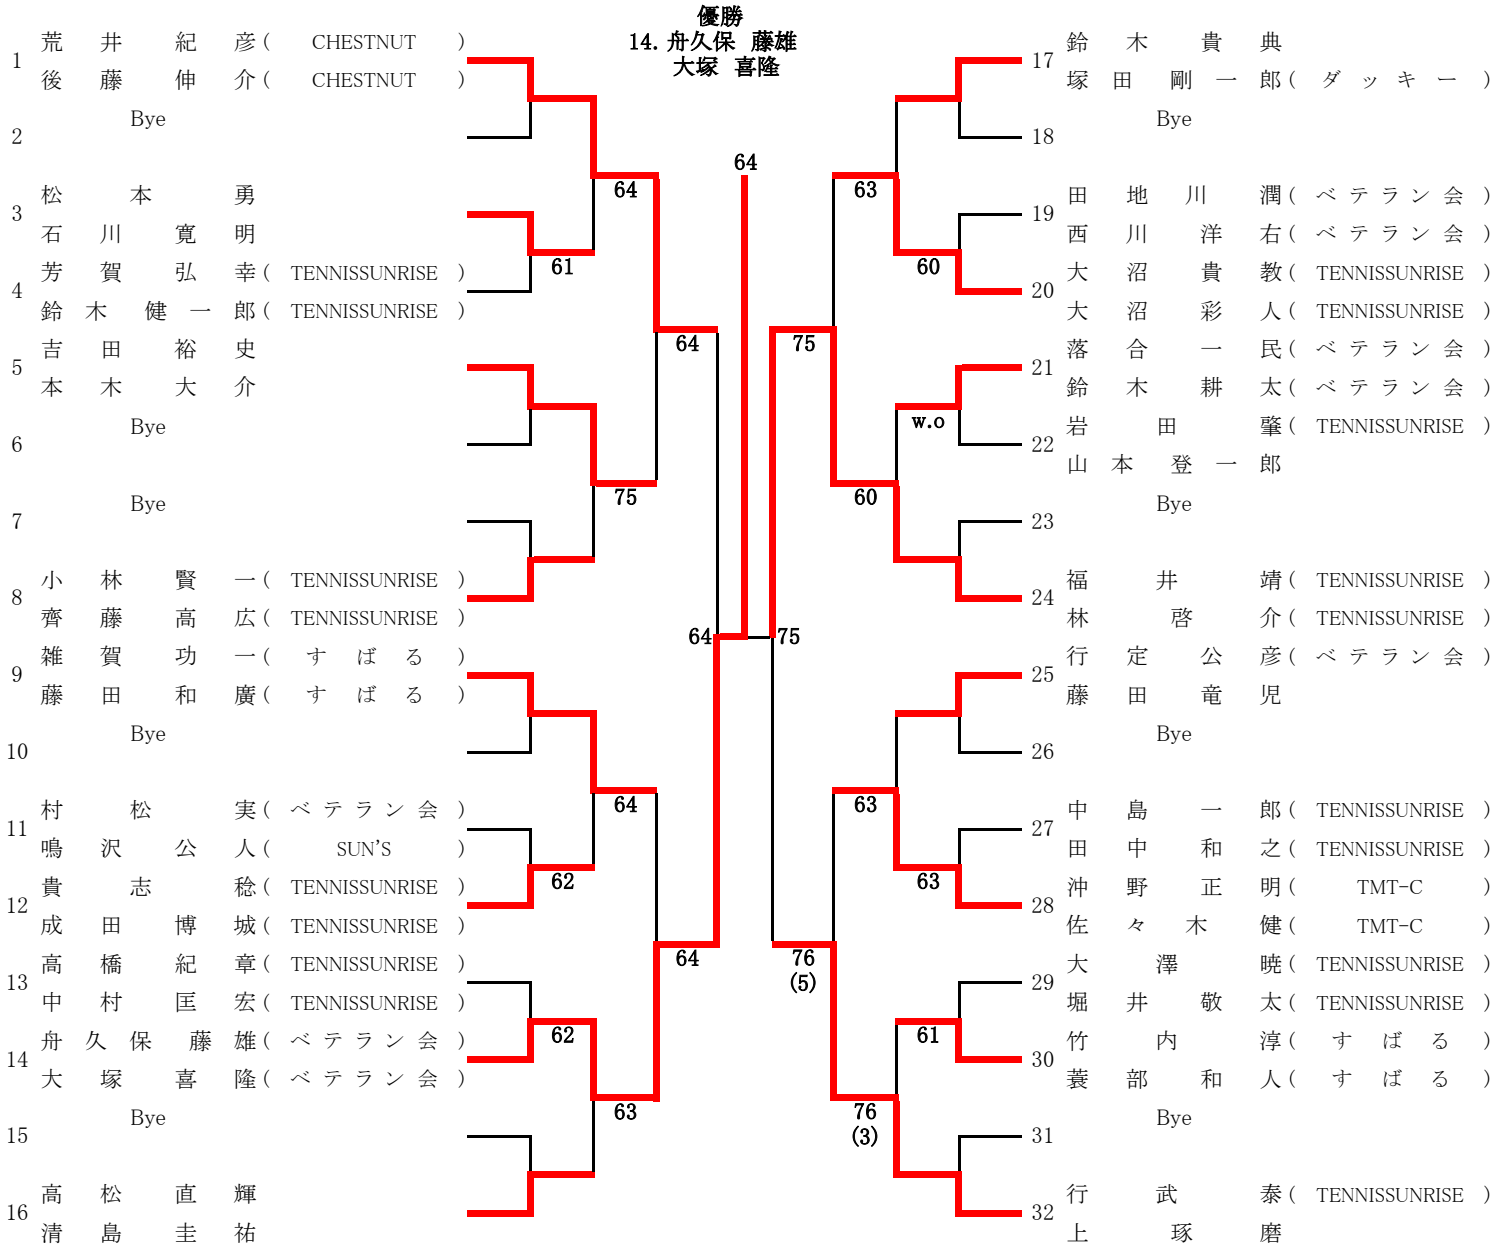 優勝
14. 舟久保 藤雄
大塚 喜隆
1
荒井 紀彦( CHESTNUT )
後藤 伸介( CHESTNUT )
2
Bye
3
松本 勇
石川 寛明
4
芳賀 弘幸( TENNISSUNRISE )
鈴木 健一郎( TENNISSUNRISE )
5
吉田 裕史
本木 大介
6
Bye
7
Bye
8
小林 賢一( TENNISSUNRISE )
齊藤 高広( TENNISSUNRISE )
9
雑賀 功一( すばる )
藤田 和廣( すばる )
10
Bye
11
村松 実( ベテラン会 )
鳴沢 公人( SUN'S )
12
貴志 稔( TENNISSUNRISE )
成田 博城( TENNISSUNRISE )
13
高橋 紀章( TENNISSUNRISE )
中村 匡宏( TENNISSUNRISE )
14
舟久保 藤雄( ベテラン会 )
大塚 喜隆( ベテラン会 )
15
Bye
16
高松 直輝
清島 圭祐
61
62
62
64
75
64
63
64
64
64
64
75
75
76
(5)
63
60
63
76
(3)
60
w.o
63
61
17
鈴木 貴典
塚田 剛一郎( ダッキー )
18
Bye
19
田地川 潤( ベテラン会 )
西川 洋右( ベテラン会 )
20
大沼 貴教( TENNISSUNRISE )
大沼 彩人( TENNISSUNRISE )
21
落合 一民( ベテラン会 )
鈴木 耕太( ベテラン会 )
22
岩田 肇( TENNISSUNRISE )
山本 登一郎
23
Bye
24
福井 靖( TENNISSUNRISE )
林 啓介( TENNISSUNRISE )
25
行定 公彦( ベテラン会 )
藤田 竜児
26
Bye
27
中島 一郎( TENNISSUNRISE )
田中 和之( TENNISSUNRISE )
28
沖野 正明( TMT-C )
佐々木 健( TMT-C )
29
大澤 暁( TENNISSUNRISE )
堀井 敬太( TENNISSUNRISE )
30
竹内 淳( すばる )
蓑部 和人( すばる )
31
Bye
32
行武 泰( TENNISSUNRISE )
上 琢磨